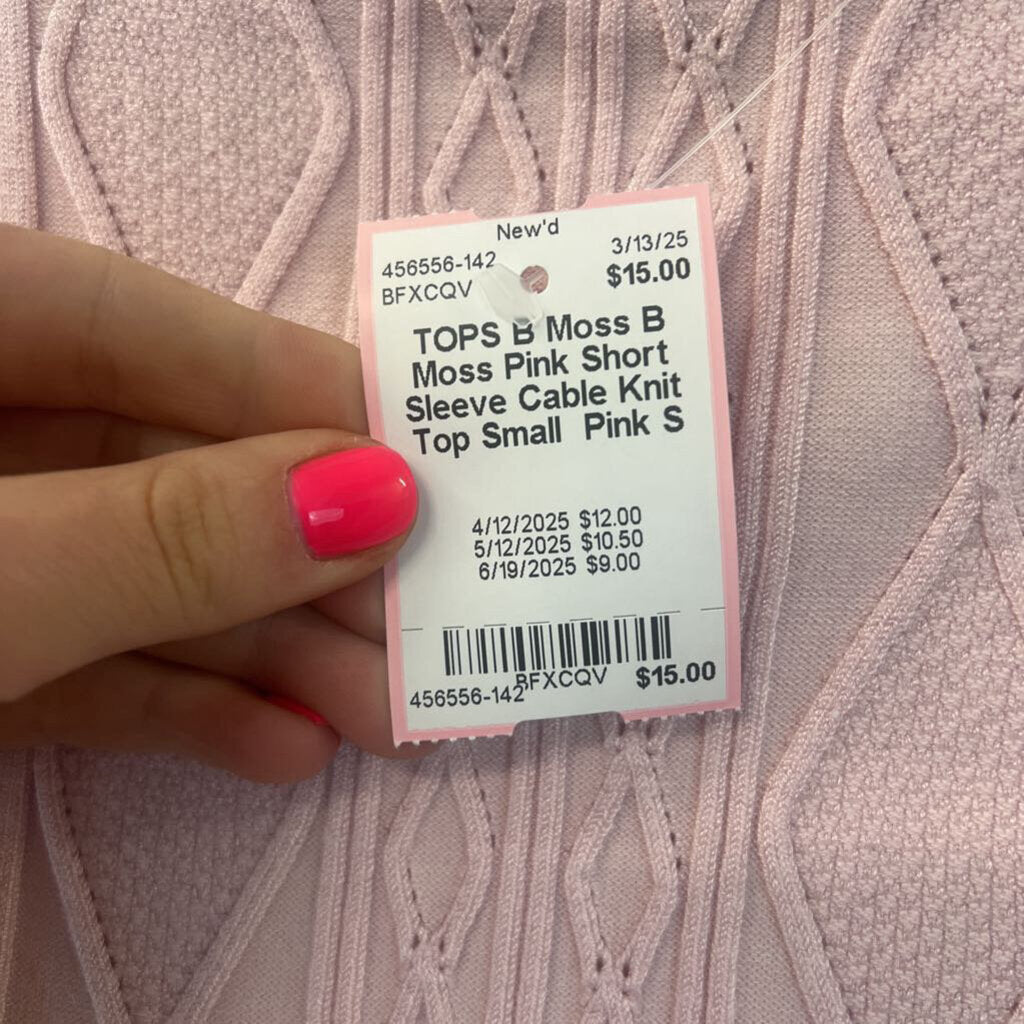 New'd
456556-142 3/13/25
BFXCQV $15.00
TOPS B Moss B
Moss Pink Short
Sleeve Cable Knit
Top Small Pink S
4/12/2025 $12.00
5/12/2025 $10.50
6/19/2025 $9.00
BFXCQV $15.00
456556-142